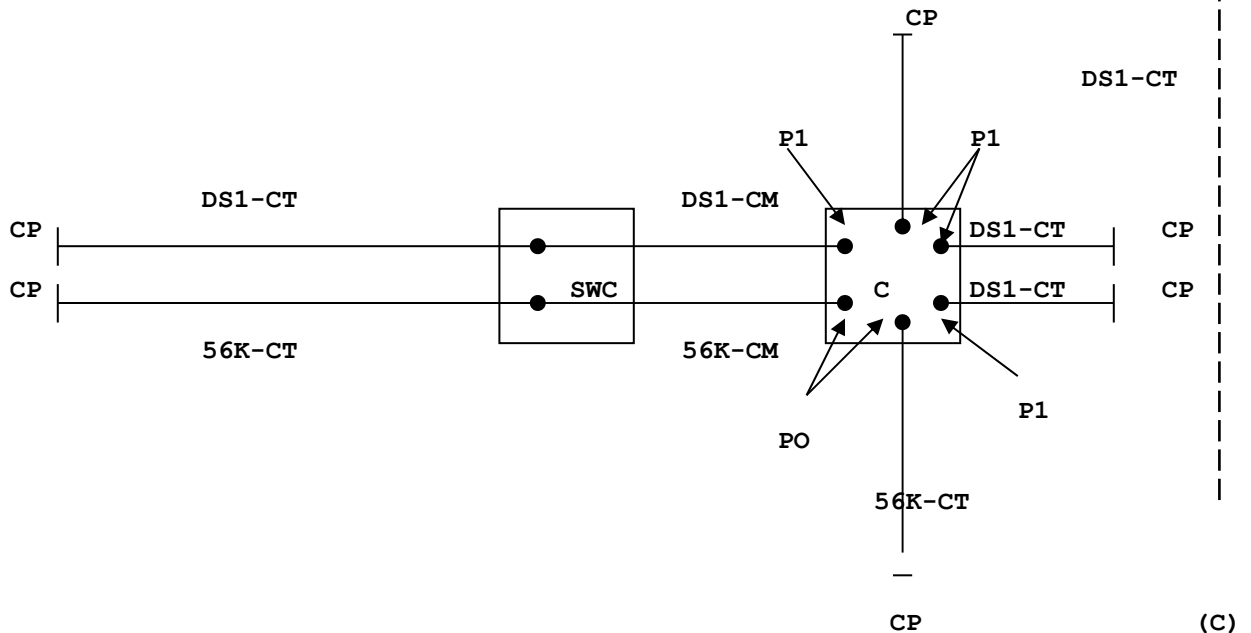 CP
DS1-CT
P1 P1
DS1-CT DS1-CM
CP DS1-CT CP
CP SWC C DS1-CT CP
56K-CT 56K-CM
P1
PO
56K-CT
CP (C)